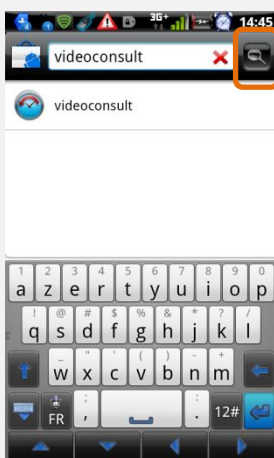 3G+ 14:45
videoconsult
videoconsult
1 2 3 4 5 6 7 8 9 0
a z e r t y u i o p
! @ # $ % & * ? /
q s d f g h j k l
_ " ' ( ) - +
w x c v b n m
FR , ; . : 12#